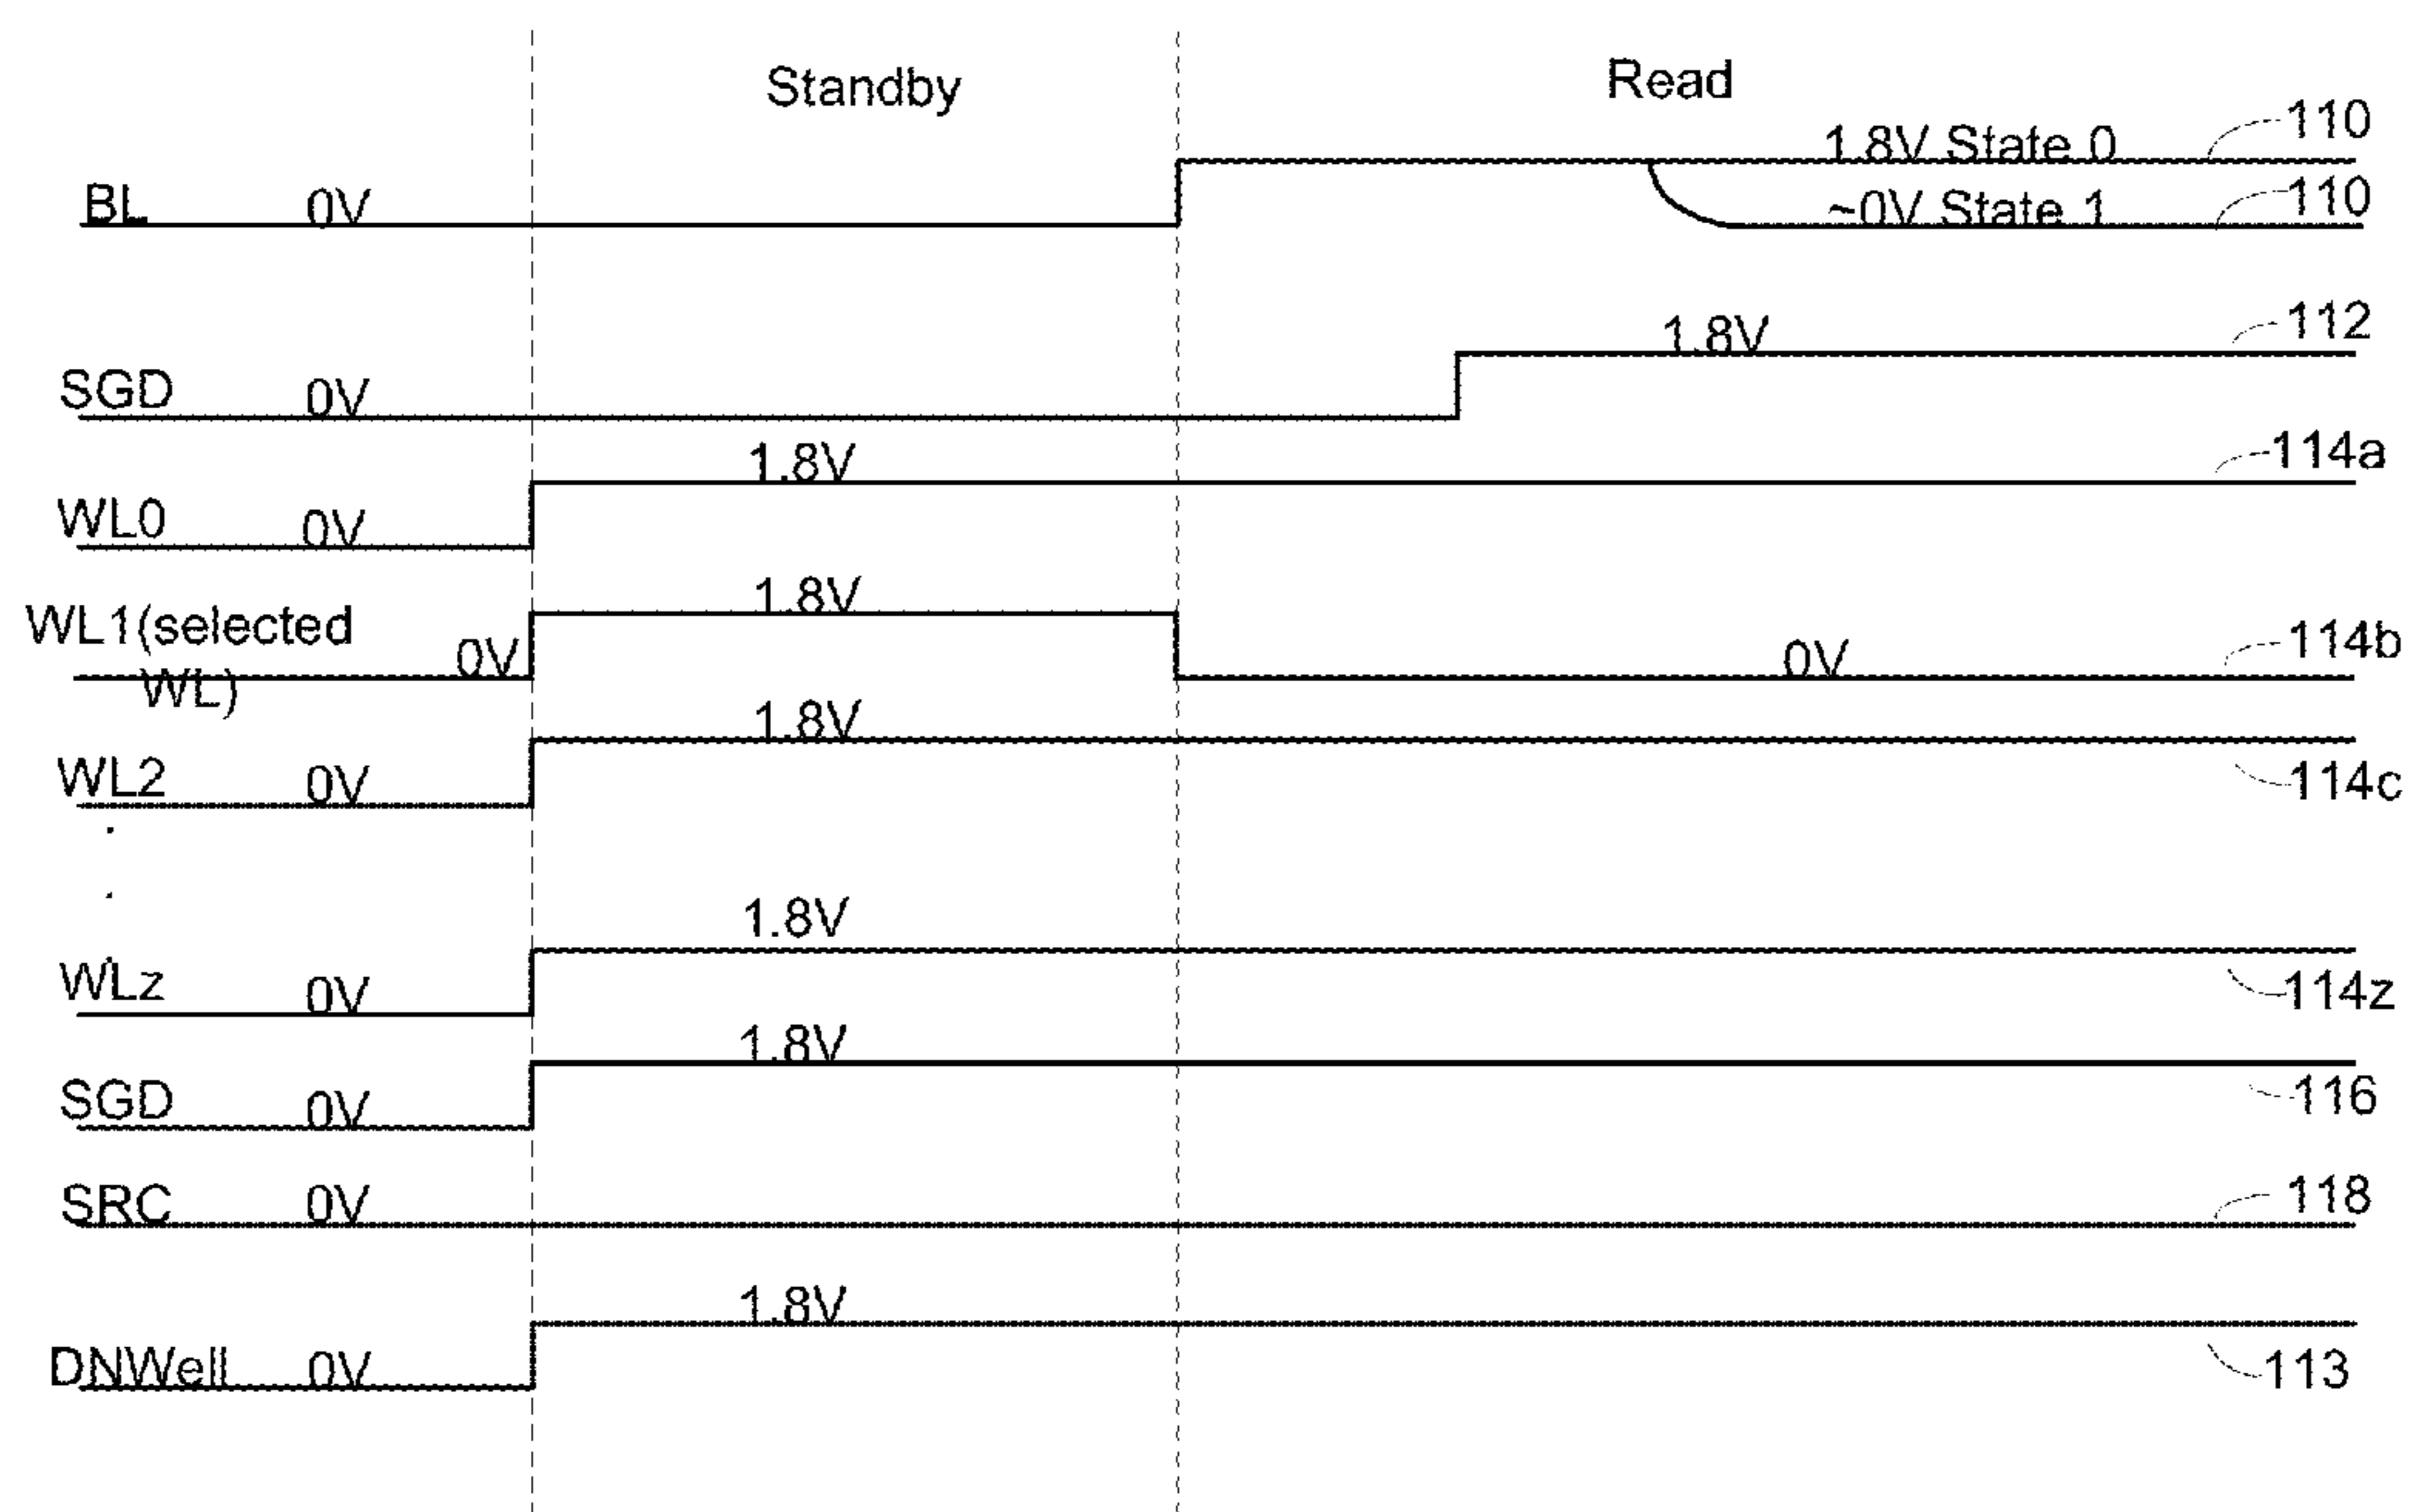 Standby
Read
1.8V State 0
110
BL
0V
~0V State 1
110
1.8V
112
SGD
0V
1.8V
114a
WL0
0V
1.8V
WL1(selected
WL)
0V
0V
114b
1.8V
WL2
0V
114c
.
.
1.8V
WLz
0V
114z
1.8V
SGD
0V
116
SRC
0V
118
1.8V
DNWell
0V
113